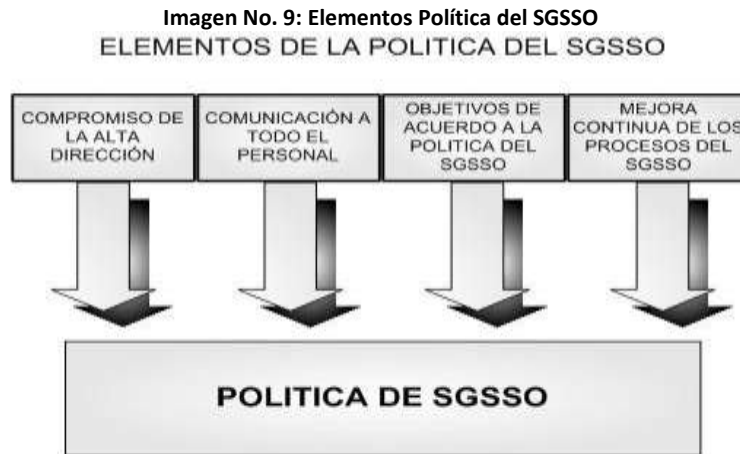 Imagen No. 9: Elementos Política del SGSSO
ELEMENTOS DE LA POLITICA DEL SGSSO
COMPROMISO DE
LA ALTA
DIRECCIÓN
COMUNICACIÓN A
TODO EL
PERSONAL
OBJETIVOS DE
ACUERDO A LA
POLITICA DEL
SGSSO
MEJORA
CONTINUA DE LOS
PROCESOS DEL
SGSSO
POLITICA DE SGSSO